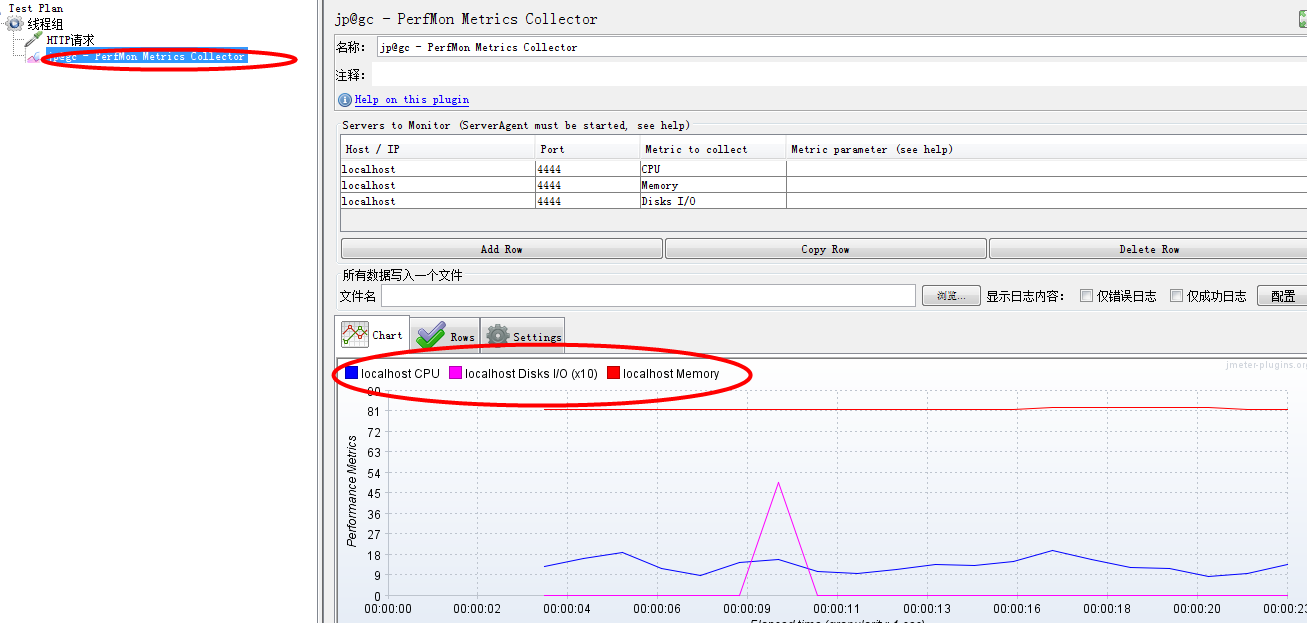 Test Plan
线程组
HTTP请求
jp@gc - PerfMon Metrics Collector
jp@gc - PerfMon Metrics Collector
名称: jp@gc - PerfMon Metrics Collector
注释:
Help on this plugin
Servers to Monitor (ServerAgent must be started, see help)
Host / IP Port Metric to collect Metric parameter (see help)
localhost 4444 CPU
localhost 4444 Memory
localhost 4444 Disks I/O
Add Row Copy Row Delete Row
所有数据写入一个文件
文件名 浏览... 显示日志内容: 仅错误日志 仅成功日志 配置
Chart Rows Settings
jmeter-plugins.or
localhost CPU localhost Disks I/O (x10) localhost Memory
90
81
72
63
54
45
36
27
18
9
0
Performance Metrics
00:00:00 00:00:02 00:00:04 00:00:06 00:00:09 00:00:11 00:00:13 00:00:16 00:00:18 00:00:20 00:00:23
Elapsed time (granularity: 1 sec)